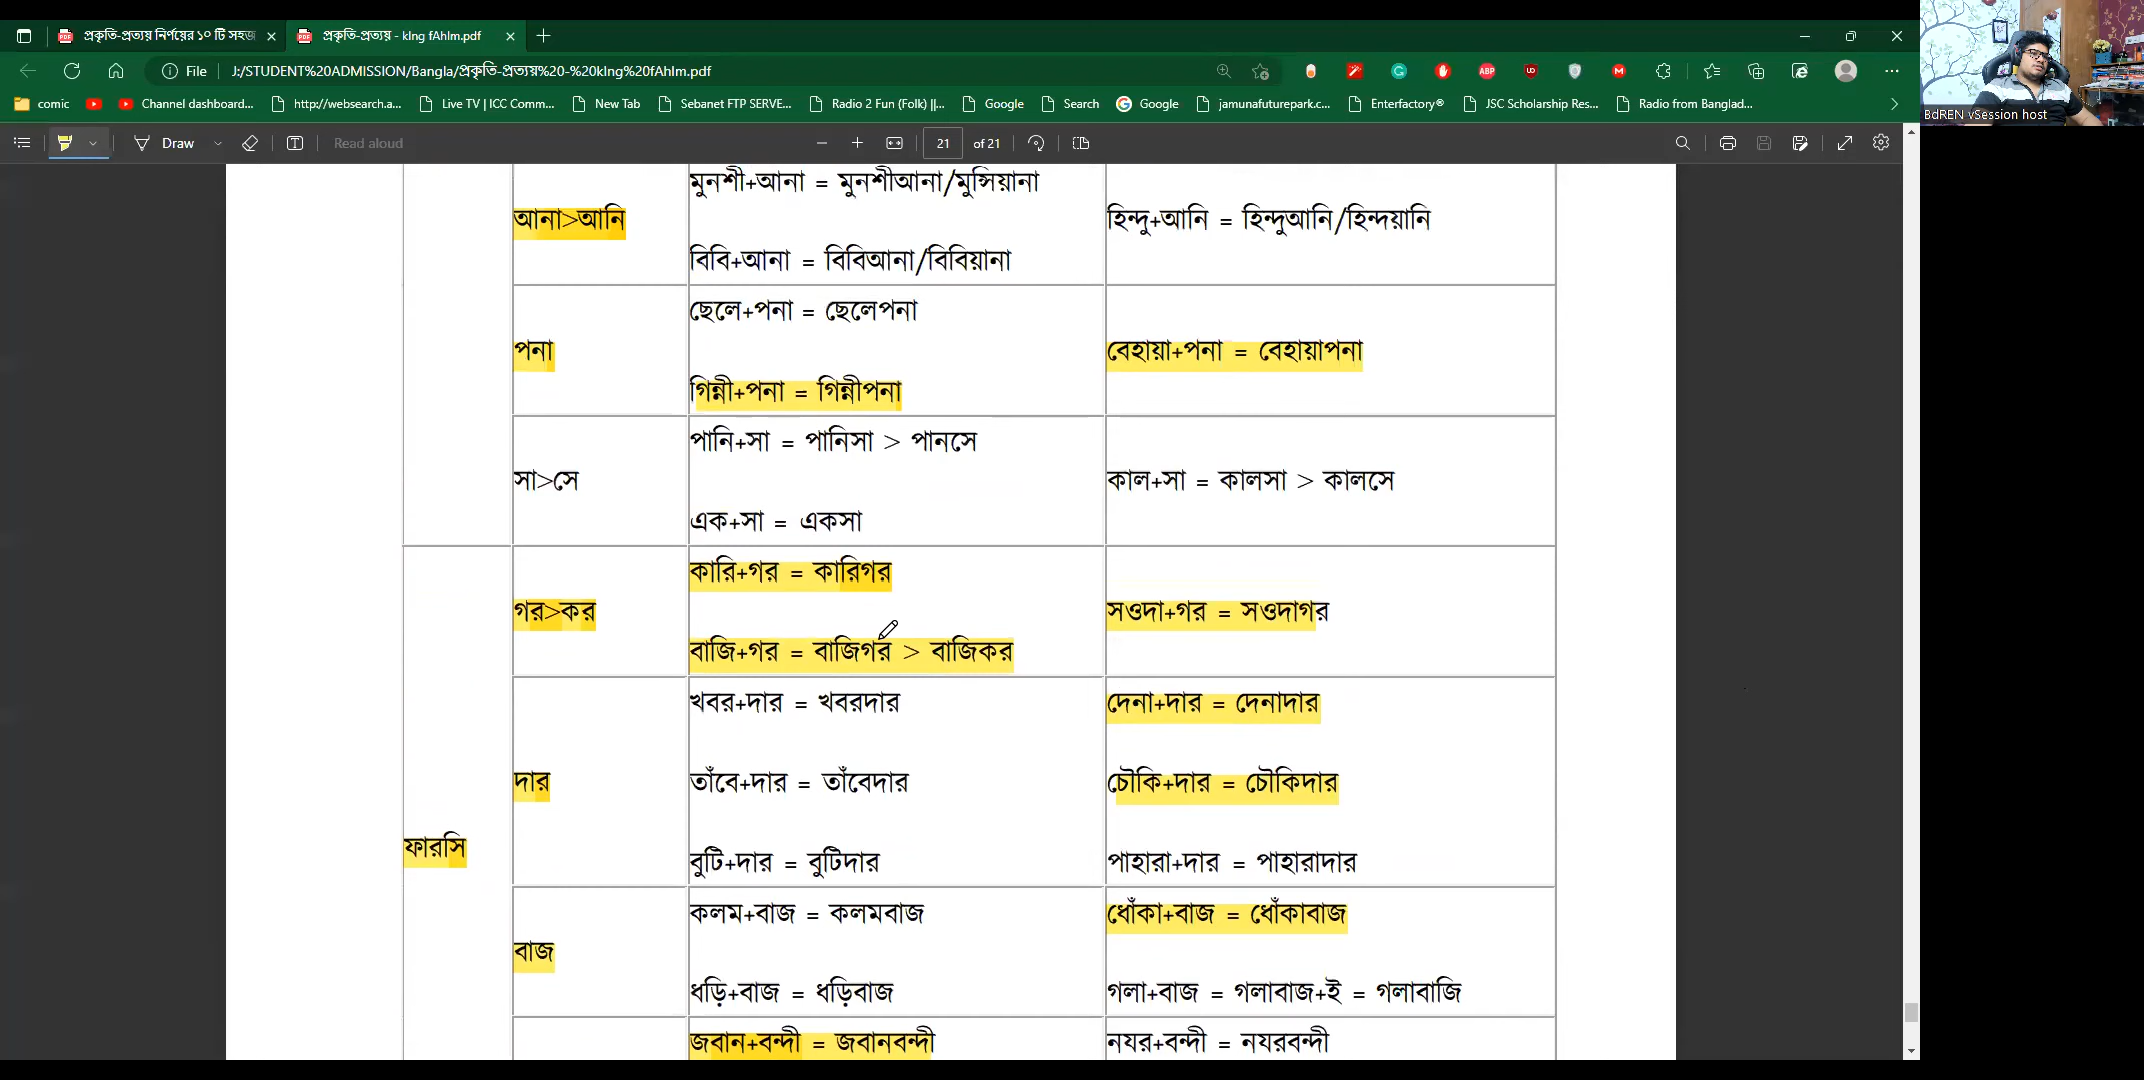 প্রকৃতি-প্রত্যয় নির্ণয়ের ১০ টি সহজ
প্রকৃতি-প্রত্যয় - kIng fAhIm.pdf
File J:/STUDENT%20ADMISSION/Bangla/প্রকৃতি-প্রত্যয়%20-%20kIng%20fAhIm.pdf
comic Channel dashboard... http://websearch.a... Live TV | ICC Comm... New Tab Sebanet FTP SERVE... Radio 2 Fun (Folk) ||... Google Search Google jamunafuturepark.c... Enterfactory® JSC Scholarship Res... Radio from Banglad...
BdREN vSession host
Draw Read aloud 21 of 21
মুনশী+আনা = মুনশীআনা/মুন্সিয়ানা
আনা>আনি
হিন্দু+আনি = হিন্দুআনি/হিন্দয়ানি
বিবি+আনা = বিবিআনা/বিবিয়ানা
ছেলে+পনা = ছেলেপনা
পনা
বেহায়া+পনা = বেহায়াপনা
গিন্নী+পনা = গিন্নীপনা
পানি+সা = পানিসা > পানসে
সা>সে
কাল+সা = কালসা > কালসে
এক+সা = একসা
কারি+গর = কারিগর
গর>কর
সওদা+গর = সওদাগর
বাজি+গর = বাজিগর > বাজিকর
খবর+দার = খবরদার
দেনা+দার = দেনাদার
দার
তাঁবে+দার = তাঁবেদার
চৌকি+দার = চৌকিদার
ফারসি
বুটি+দার = বুটিদার
পাহারা+দার = পাহারাদার
কলম+বাজ = কলমবাজ
ধোঁকা+বাজ = ধোঁকাবাজ
বাজ
ধড়ি+বাজ = ধড়িবাজ
গলা+বাজ = গলাবাজ+ই = গলাবাজি
জবান+বন্দী = জবানবন্দী
নযর+বন্দী = নযরবন্দী